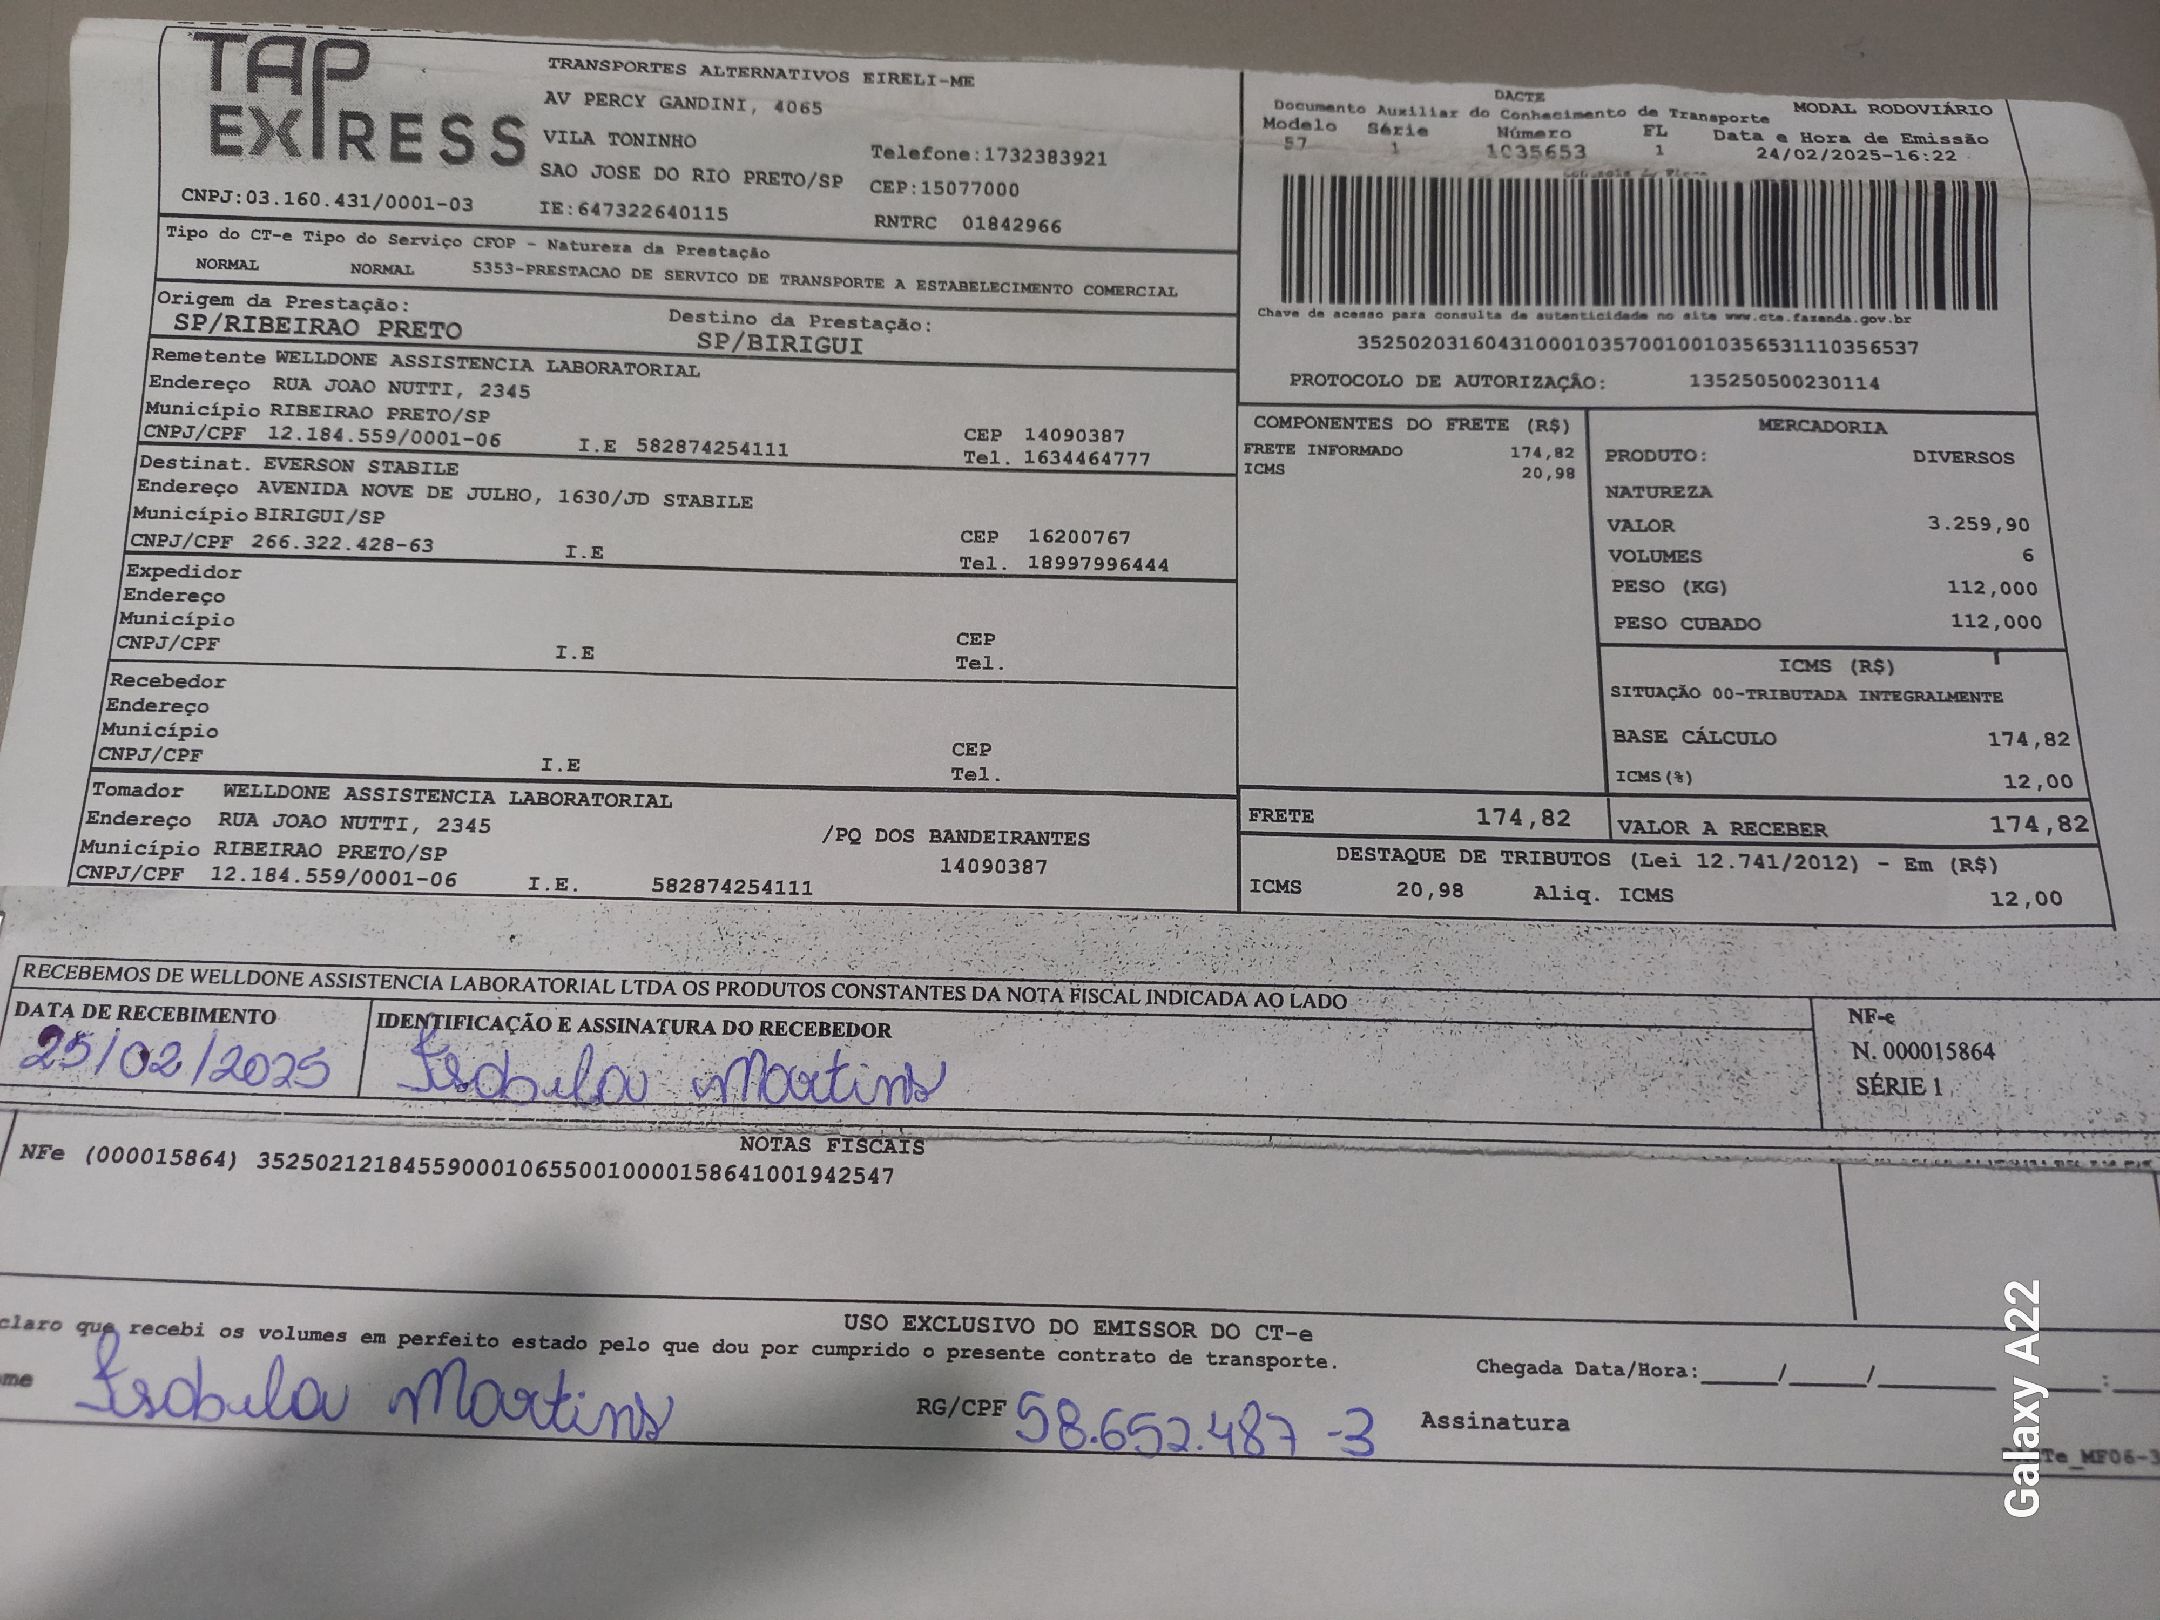 TAP
EXPRESS
TRANSPORTES ALTERNATIVOS EIRELI-ME
AV PERCY GANDINI, 4065
VILA TONINHO
Telefone:1732383921
SAO JOSE DO RIO PRETO/SP CEP:15077000
CNPJ:03.160.431/0001-03 IE:647322640115 RNTRC 01842966
Tipo do CT-e Tipo do Serviço CFOP - Natureza da Prestação
NORMAL NORMAL 5353-PRESTACAO DE SERVICO DE TRANSPORTE A ESTABELECIMENTO COMERCIAL
Origem da Prestação: Destino da Prestação:
SP/RIBEIRAO PRETO SP/BIRIGUI
Remetente WELLDONE ASSISTENCIA LABORATORIAL
Endereço RUA JOAO NUTTI, 2345
Município RIBEIRAO PRETO/SP CEP 14090387
CNPJ/CPF 12.184.559/0001-06 I.E 582874254111 Tel. 1634464777
Destinat. EVERSON STABILE
Endereço AVENIDA NOVE DE JULHO, 1630/JD STABILE
Município BIRIGUI/SP CEP 16200767
CNPJ/CPF 266.322.428-63 I.E Tel. 18997996444
Expedidor
Endereço
Município CEP
CNPJ/CPF I.E Tel.
Recebedor
Endereço
Município CEP
CNPJ/CPF I.E Tel.
Tomador WELLDONE ASSISTENCIA LABORATORIAL
Endereço RUA JOAO NUTTI, 2345 /PQ DOS BANDEIRANTES
Município RIBEIRAO PRETO/SP 14090387
CNPJ/CPF 12.184.559/0001-06 I.E. 582874254111
DACTE
Documento Auxiliar do Conhecimento de Transporte MODAL RODOVIÁRIO
Modelo Série Número FL Data e Hora de Emissão
57 1 1035653 1 24/02/2025-16:22
Chave de acesso para consulta de autenticidade no site www.cte.fazenda.gov.br
35250203160431000103570010010356531110356537
PROTOCOLO DE AUTORIZAÇÃO: 135250500230114
COMPONENTES DO FRETE (R$)
FRETE INFORMADO 174,82
ICMS 20,98
MERCADORIA
PRODUTO: DIVERSOS
NATUREZA
VALOR 3.259,90
VOLUMES 6
PESO (KG) 112,000
PESO CUBADO 112,000
ICMS (R$)
SITUAÇÃO 00-TRIBUTADA INTEGRALMENTE
BASE CÁLCULO 174,82
ICMS(%) 12,00
FRETE 174,82 VALOR A RECEBER 174,82
DESTAQUE DE TRIBUTOS (Lei 12.741/2012) - Em (R$)
ICMS 20,98 Aliq. ICMS 12,00
RECEBEMOS DE WELLDONE ASSISTENCIA LABORATORIAL LTDA OS PRODUTOS CONSTANTES DA NOTA FISCAL INDICADA AO LADO
DATA DE RECEBIMENTO IDENTIFICAÇÃO E ASSINATURA DO RECEBEDOR
25/02/2025 Isabela Martins
NF-e
N. 000015864
SÉRIE 1
NOTAS FISCAIS
NFe (000015864) 35250212184559000106550010000158641001942547
USO EXCLUSIVO DO EMISSOR DO CT-e
claro que recebi os volumes em perfeito estado pelo que dou por cumprido o presente contrato de transporte.
Chegada Data/Hora:_____/_____/________ ____:___
me Isabela Martins RG/CPF 58.652.487-3 Assinatura
Te_MF06-3
Galaxy A22